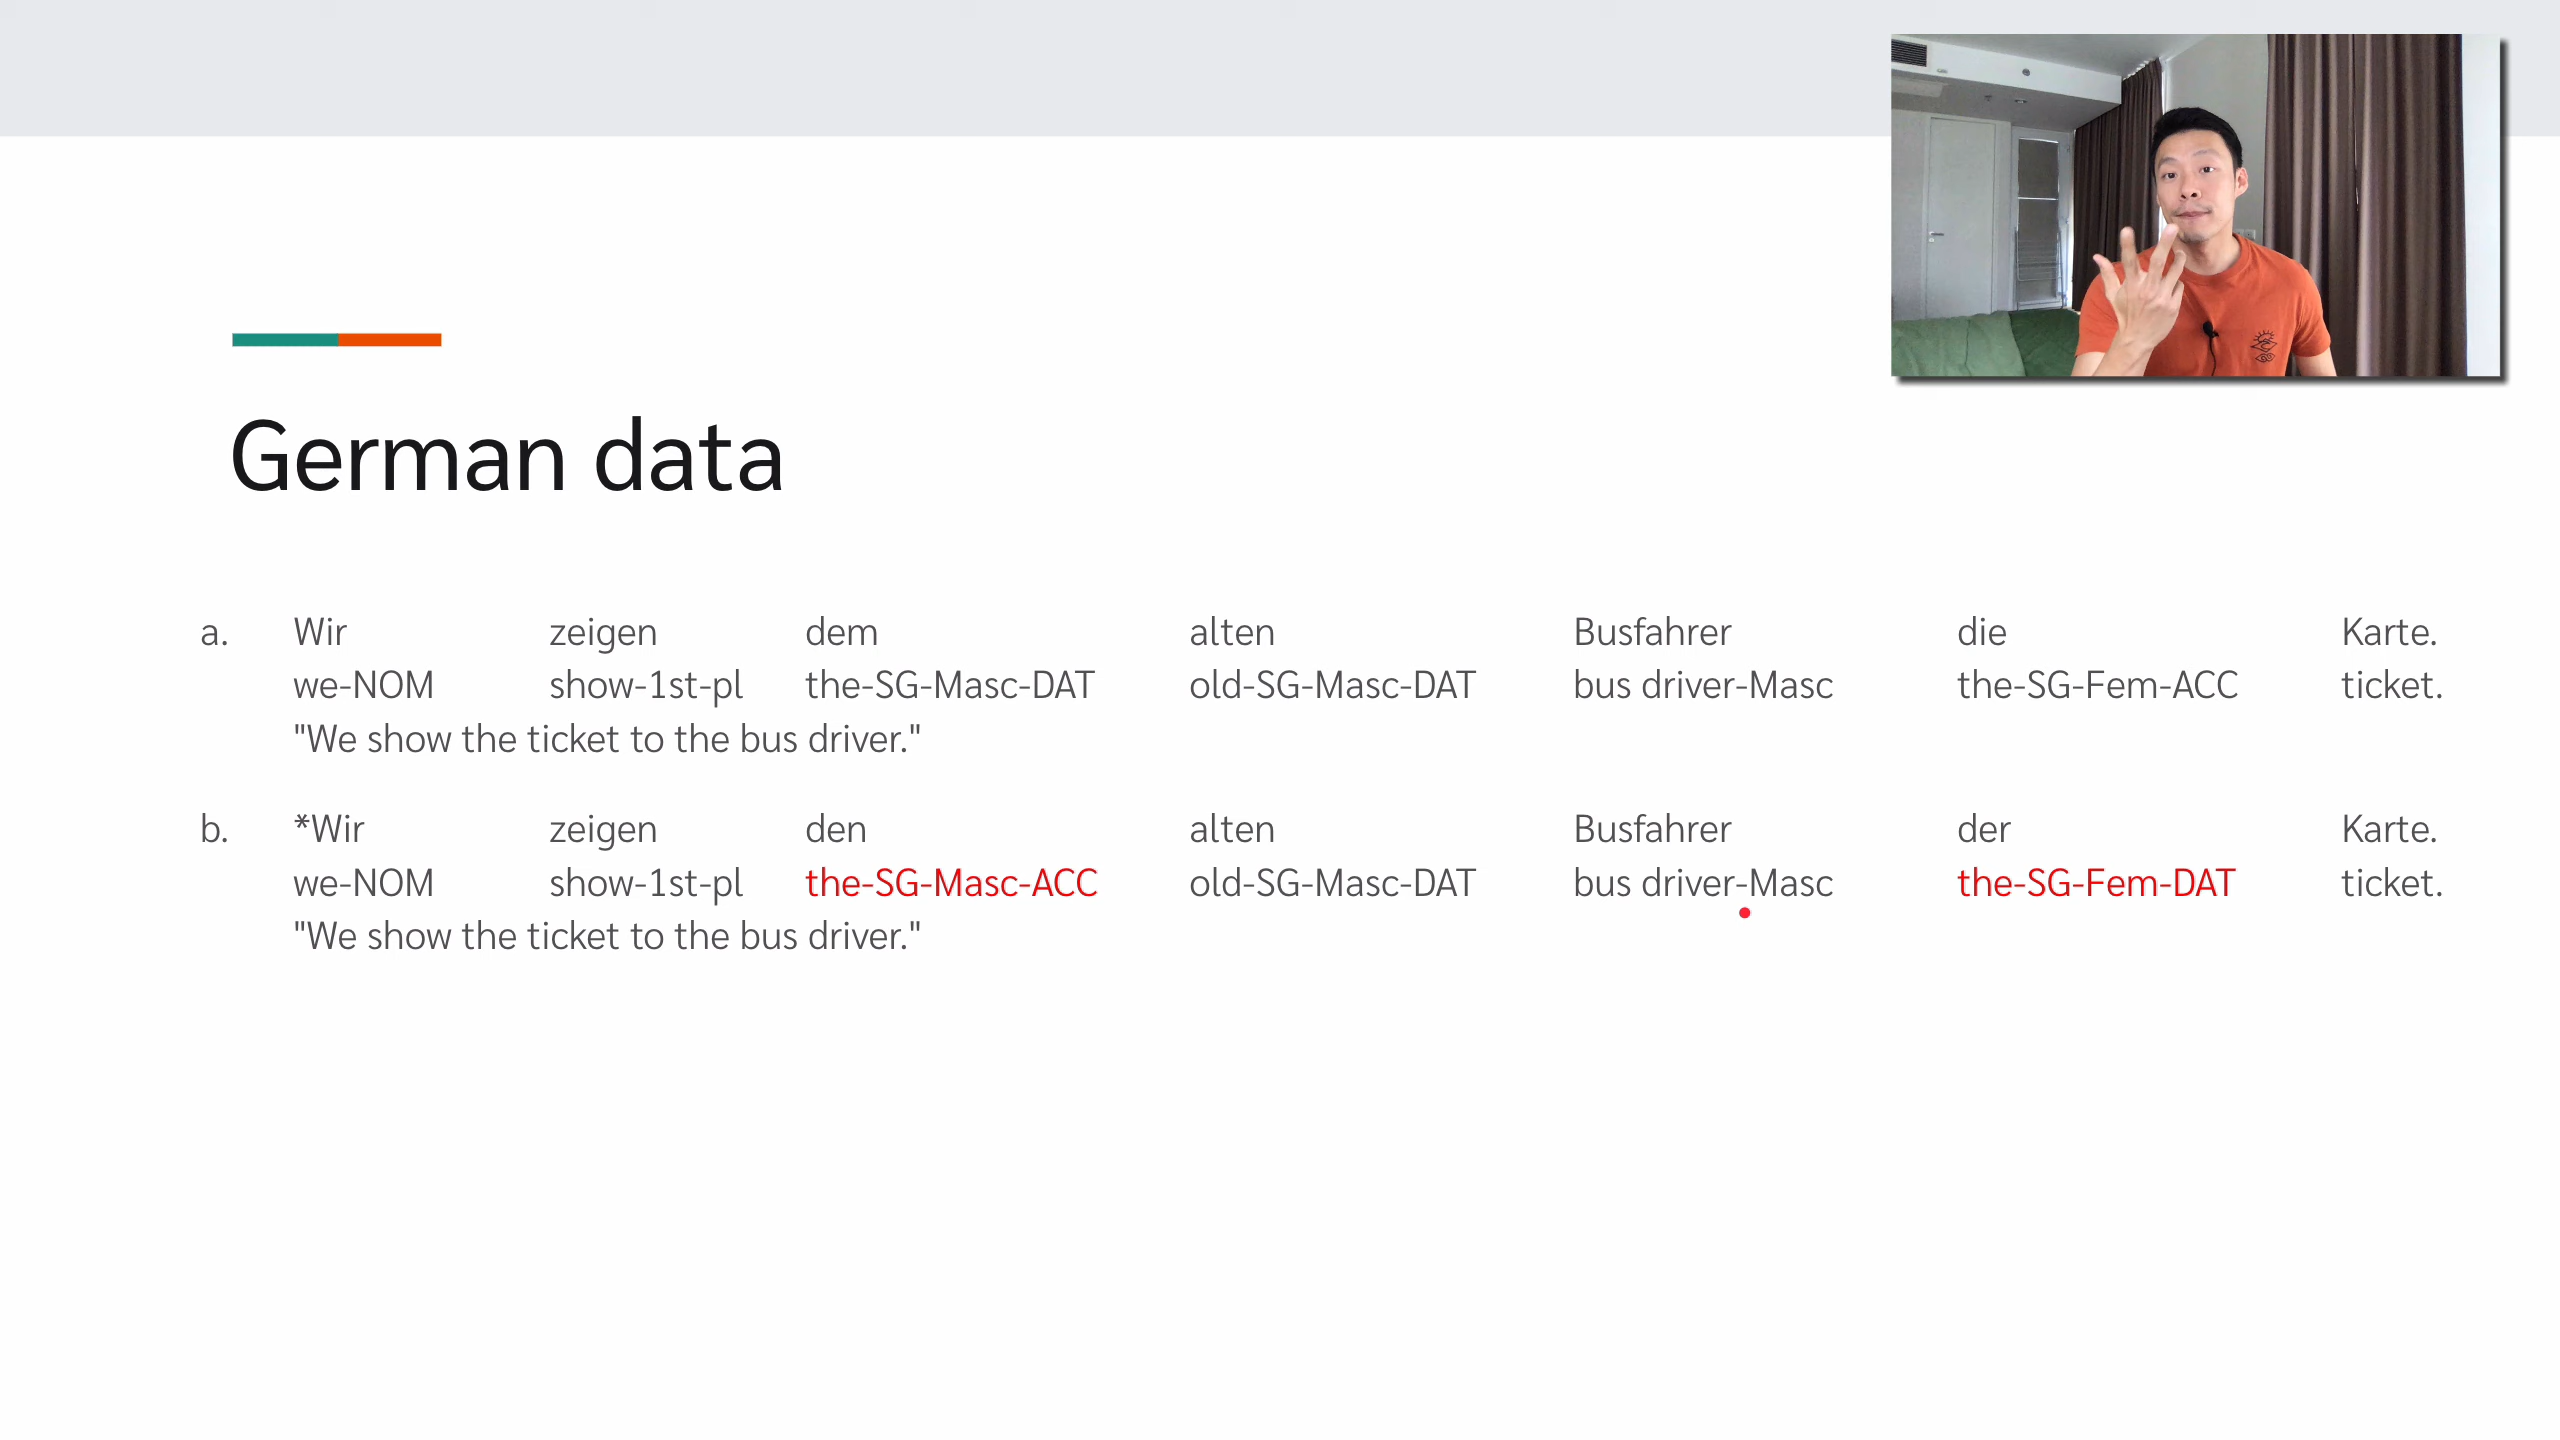 German data
a. Wir zeigen dem alten Busfahrer die Karte.
we-NOM show-1st-pl the-SG-Masc-DAT old-SG-Masc-DAT bus driver-Masc the-SG-Fem-ACC ticket.
"We show the ticket to the bus driver."
b. *Wir zeigen den alten Busfahrer der Karte.
we-NOM show-1st-pl the-SG-Masc-ACC old-SG-Masc-DAT bus driver-Masc the-SG-Fem-DAT ticket.
"We show the ticket to the bus driver."